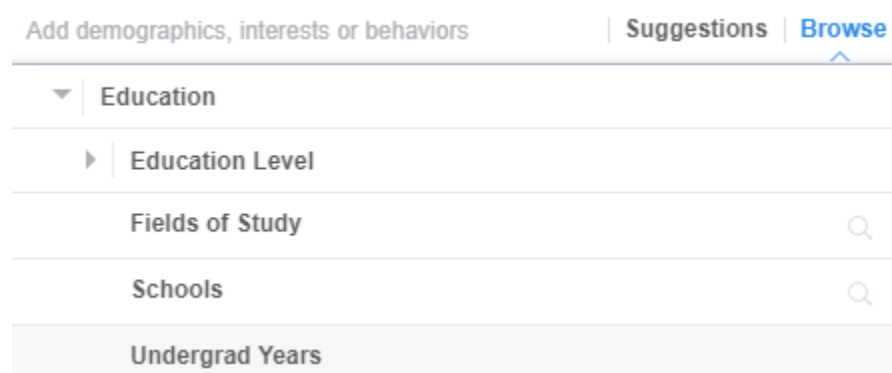 Add demographics, interests or behaviors Suggestions Browse
Education
Education Level
Fields of Study
Schools
Undergrad Years